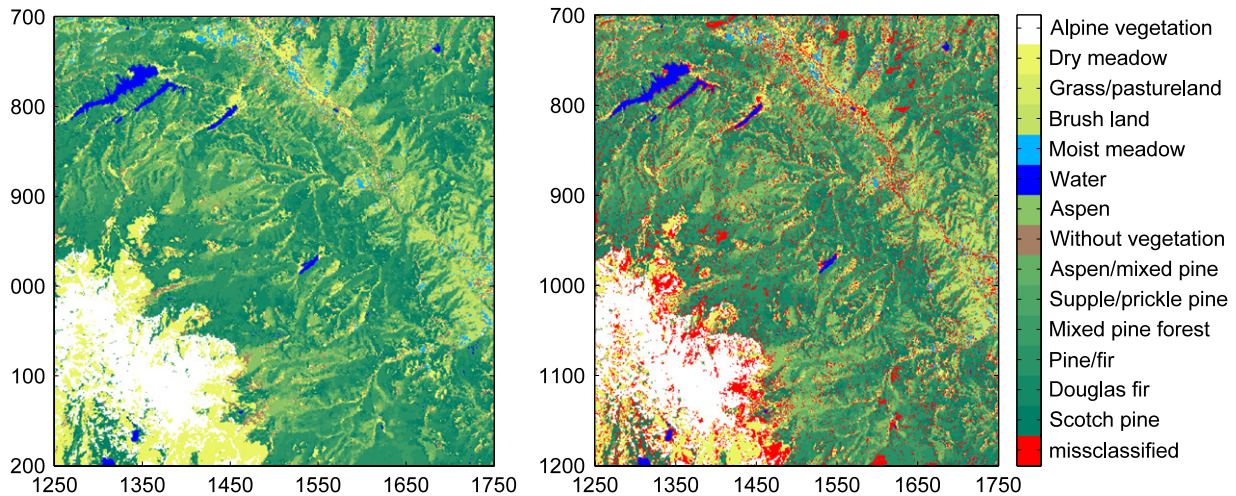 700
800
900
000
100
200
1250 1350 1450 1550 1650 1750
700
800
900
1000
1100
1200
1250 1350 1450 1550 1650 1750
Alpine vegetation
Dry meadow
Grass/pastureland
Brush land
Moist meadow
Water
Aspen
Without vegetation
Aspen/mixed pine
Supple/prickle pine
Mixed pine forest
Pine/fir
Douglas fir
Scotch pine
missclassified